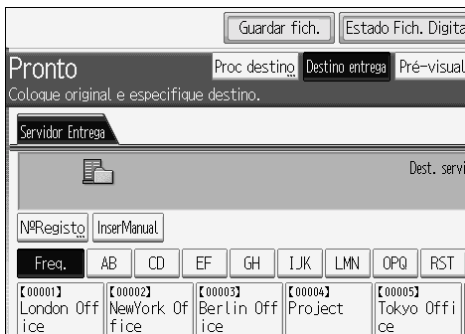 Guardar fich. Estado Fich. Digita
Pronto Proc destino Destino entrega Pré-visual
Coloque original e especifique destino.
Servidor Entrega
Dest. servi
NºRegisto InserManual
Freq. AB CD EF GH IJK LMN OPQ RST
【00001】 【00002】 【00003】 【00004】 【00005】
London Off NewYork Of Berlin Off Project Tokyo Offi
ice ffice ice ce